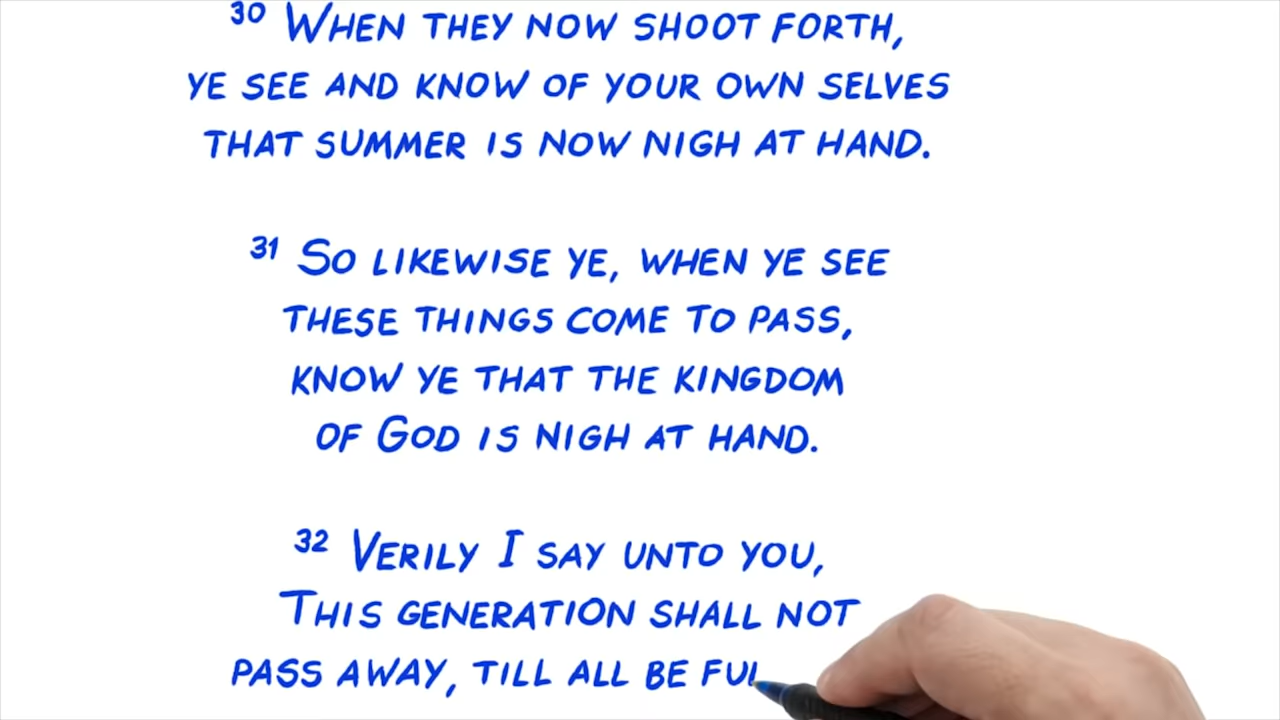 30 When they now shoot forth,
ye see and know of your own selves
that summer is now nigh at hand.
31 So likewise ye, when ye see
these things come to pass,
know ye that the kingdom
of God is nigh at hand.
32 Verily I say unto you,
This generation shall not
pass away, till all be ful